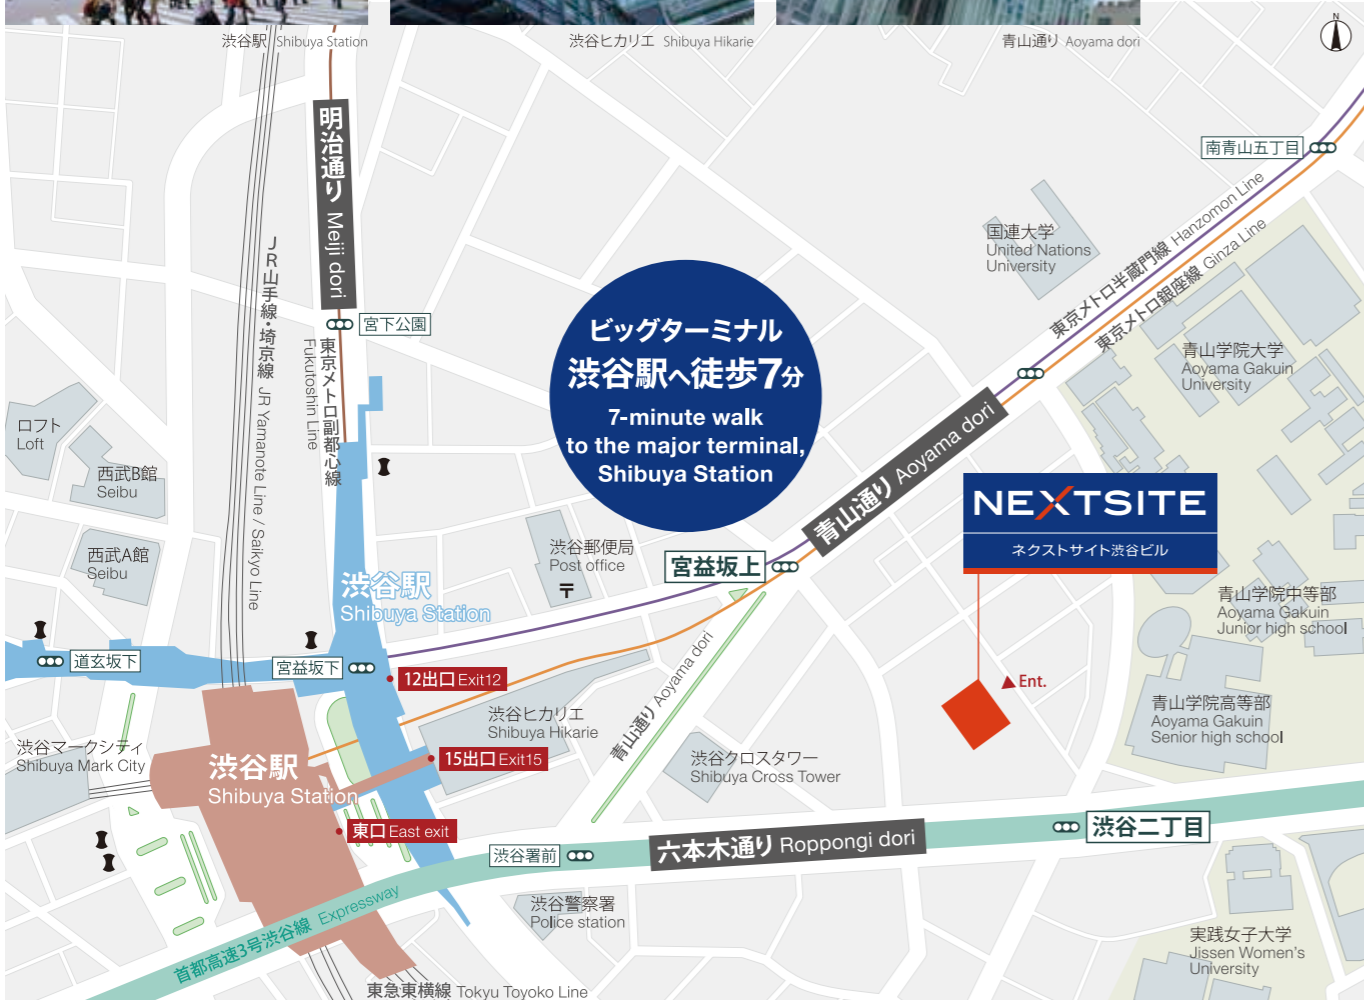 渋谷駅 Shibuya Station
渋谷ヒカリエ Shibuya Hikarie
青山通り Aoyama dori
N
明治通り Meiji dori
南青山五丁目
国連大学
United Nations
University
東京メトロ半蔵門線 Hanzomon Line
東京メトロ銀座線 Ginza Line
JR山手線・埼京線 JR Yamanote Line / Saikyo Line
宮下公園
東京メトロ副都心線
Fukutoshin Line
ビッグターミナル
渋谷駅へ徒歩7分
7-minute walk
to the major terminal,
Shibuya Station
青山学院大学
Aoyama Gakuin
University
ロフト
Loft
西武B館
Seibu
青山通り Aoyama dori
NEXTSITE
ネクストサイト渋谷ビル
西武A館
Seibu
渋谷郵便局
Post office
〒
宮益坂上
渋谷駅
Shibuya Station
青山学院中等部
Aoyama Gakuin
Junior high school
道玄坂下
宮益坂下
12出口 Exit12
Ent.
青山通り Aoyama dori
渋谷ヒカリエ
Shibuya Hikarie
青山学院高等部
Aoyama Gakuin
Senior high school
渋谷マークシティ
Shibuya Mark City
渋谷駅
Shibuya Station
15出口 Exit15
渋谷クロスタワー
Shibuya Cross Tower
東口 East exit
渋谷署前
六本木通り Roppongi dori
渋谷二丁目
首都高速3号渋谷線 Expressway
渋谷警察署
Police station
実践女子大学
Jissen Women's
University
東急東横線 Tokyu Toyoko Line